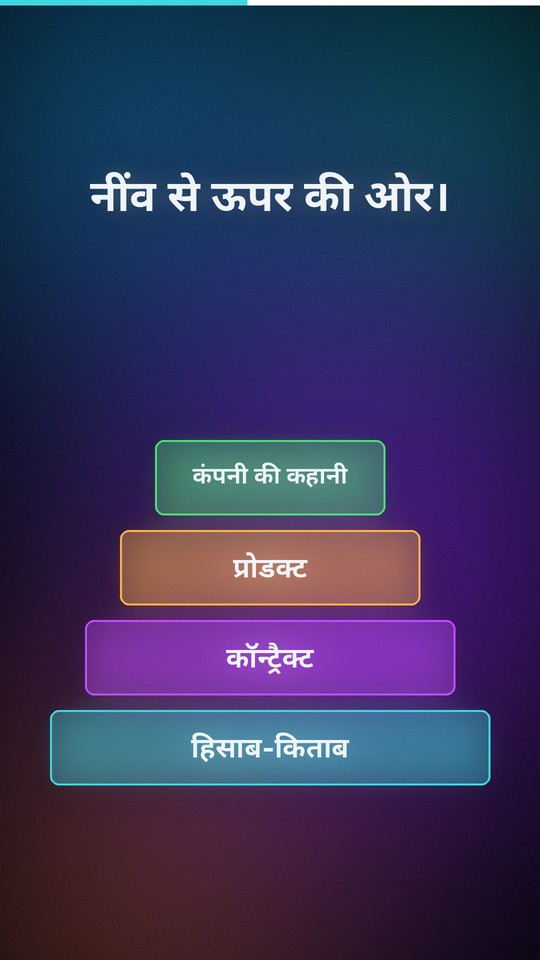 नींव से ऊपर की ओर।
कंपनी की कहानी
प्रोडक्ट
कॉन्ट्रैक्ट
हिसाब-किताब